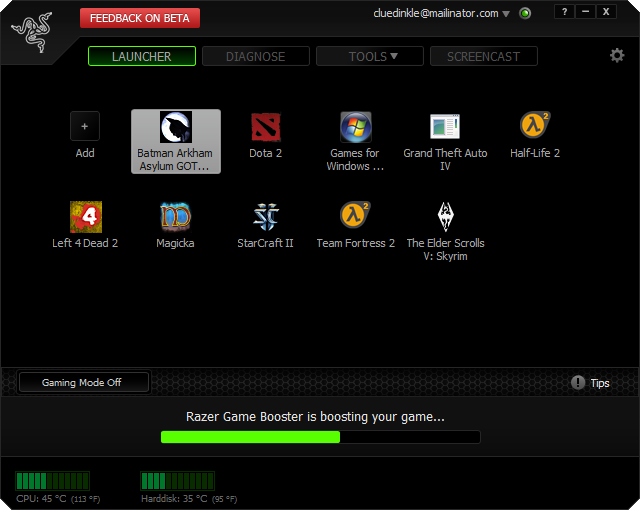 FEEDBACK ON BETA
cluedinkle@mailinator.com
? – X
LAUNCHER DIAGNOSE TOOLS SCREENCAST
+
Add
Batman Arkham
Asylum GOT...
Dota 2
Games for
Windows ...
Grand Theft Auto
IV
Half-Life 2
4
Left 4 Dead 2
Magicka
StarCraft II
Team Fortress 2
The Elder Scrolls
V: Skyrim
Gaming Mode Off
Tips
Razer Game Booster is boosting your game...
CPU: 45 °C (113 °F)
Harddisk: 35 °C (95 °F)